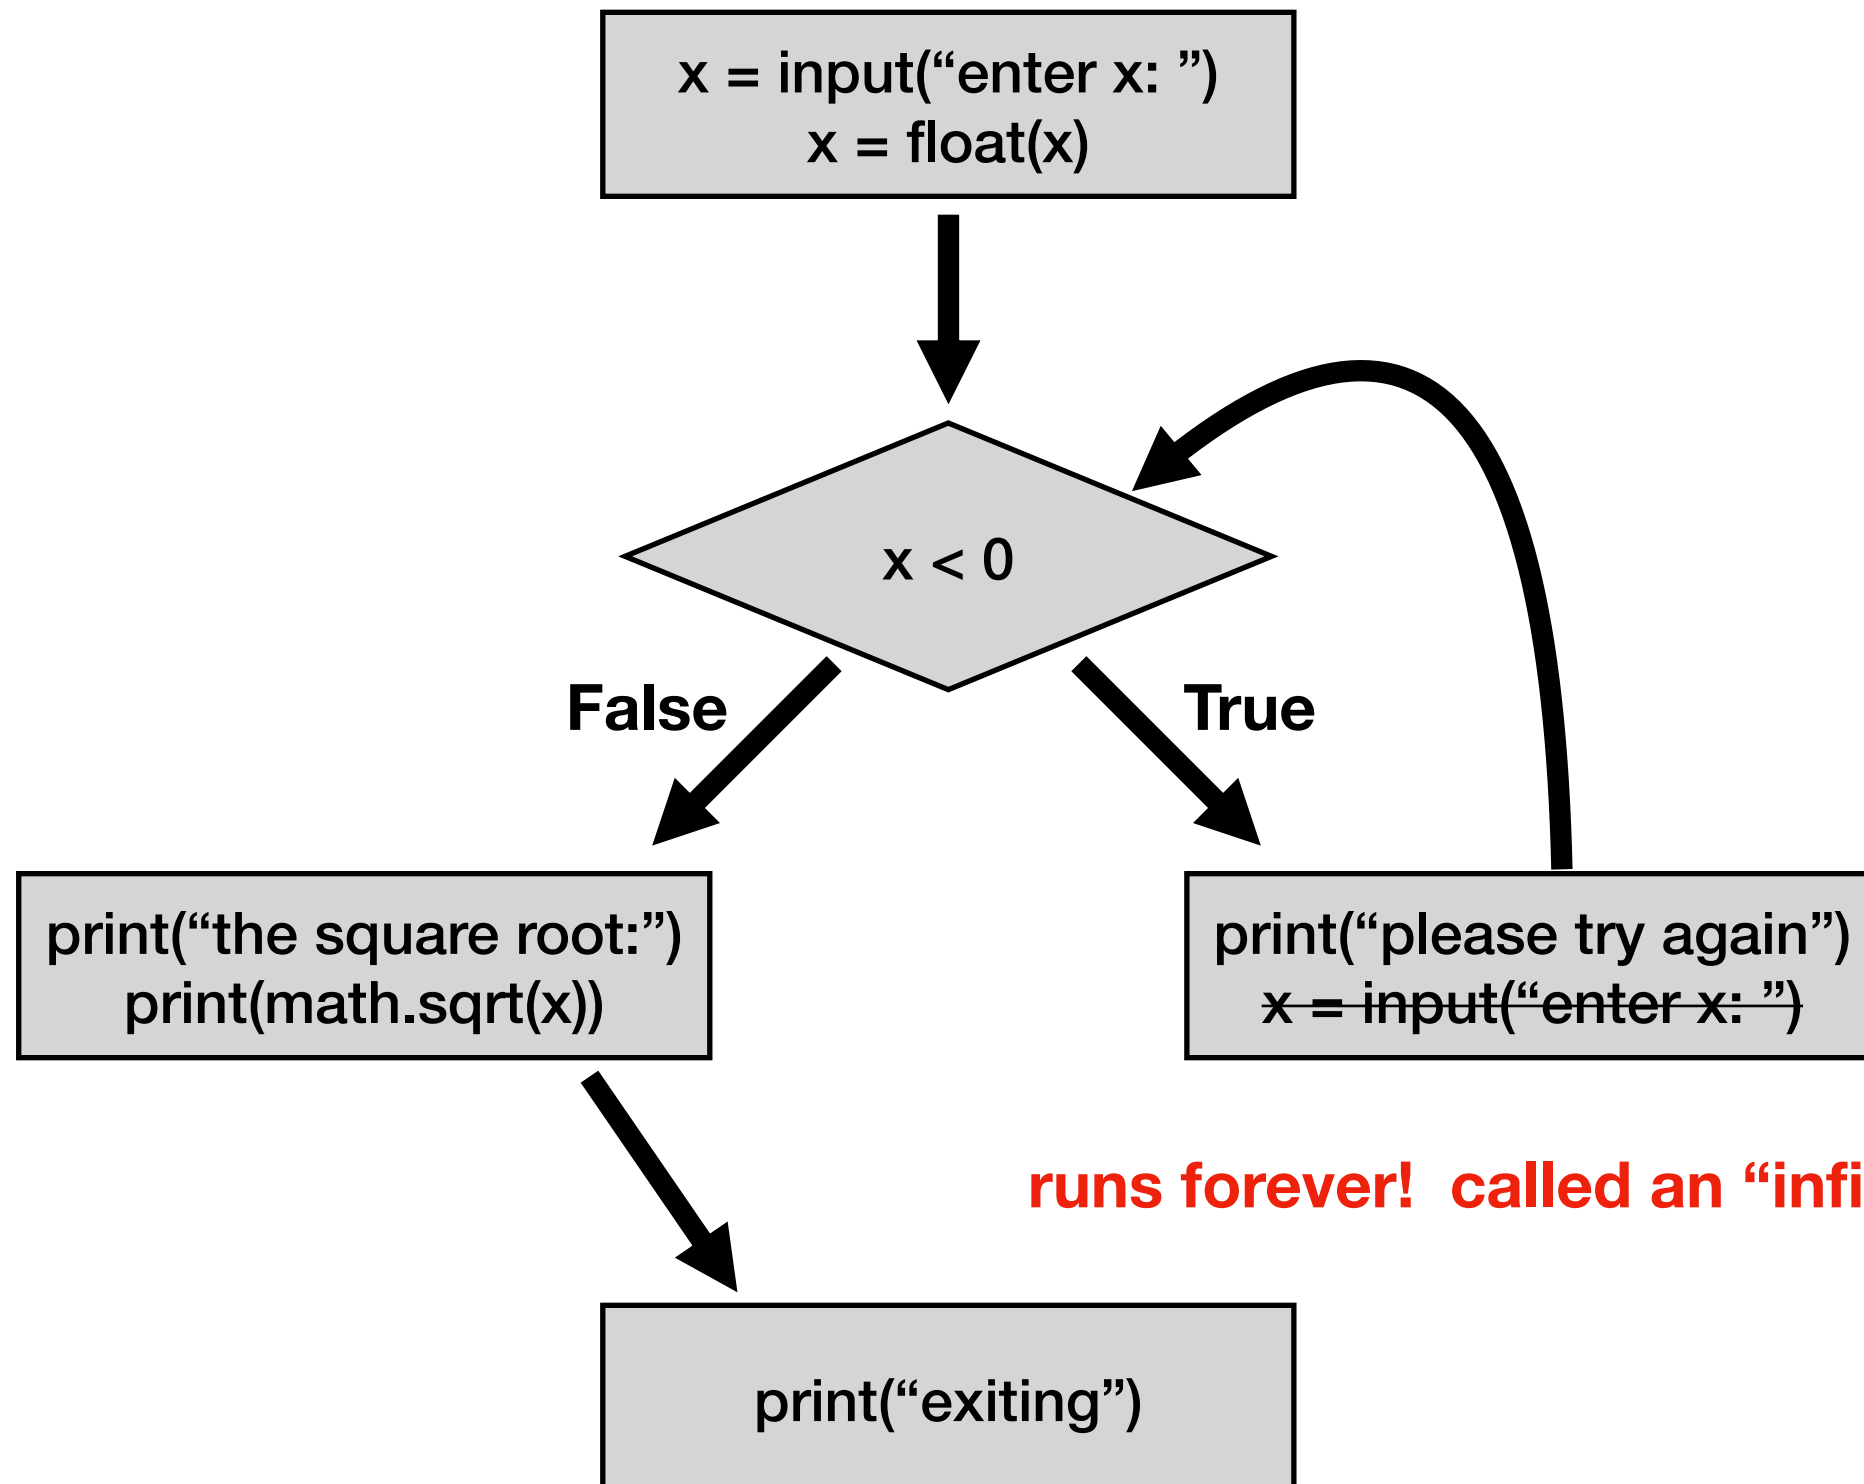 x = input(“enter x: ”)
x = float(x)
x < 0
False
True
print(“the square root:”)
print(math.sqrt(x))
print(“please try again”)
x = input(“enter x: ”)
runs forever!  called an “infi
print(“exiting”)